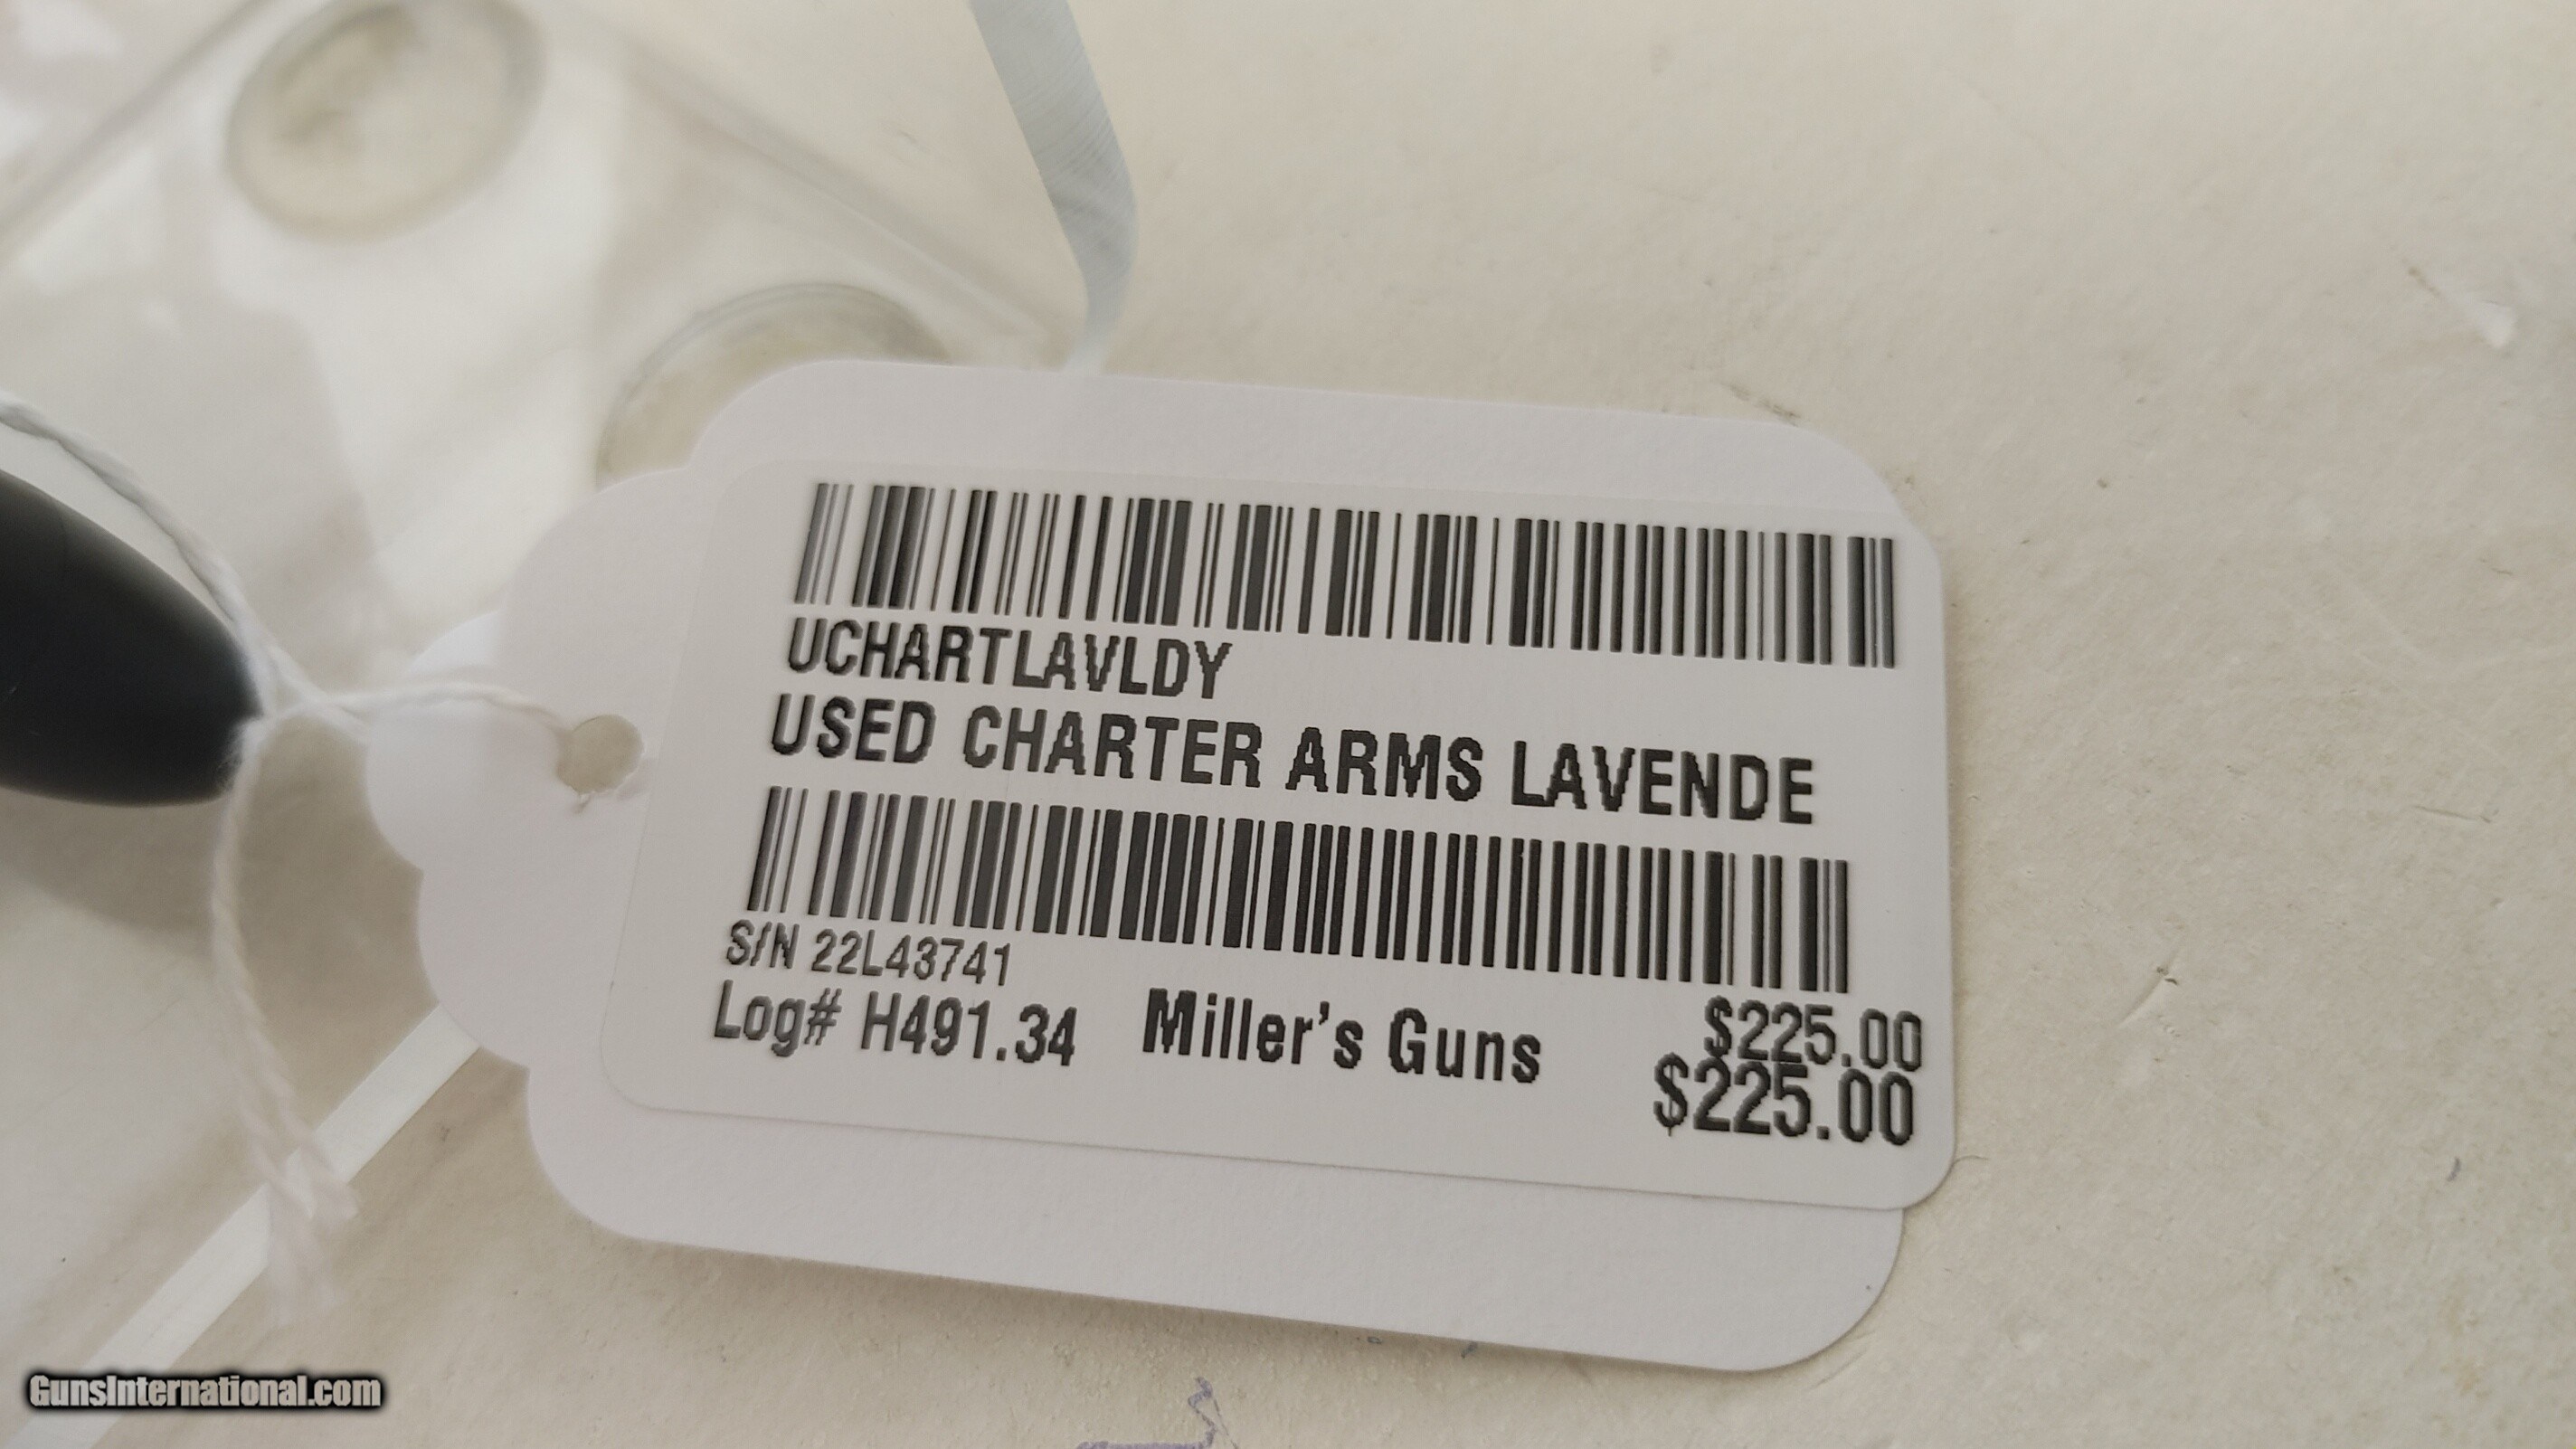 UCHARTLAVLDY
USED CHARTER ARMS LAVENDE
S/N 22L43741
Log# H491.34 Miller's Guns $225.00
$225.00
GunsInternational.com